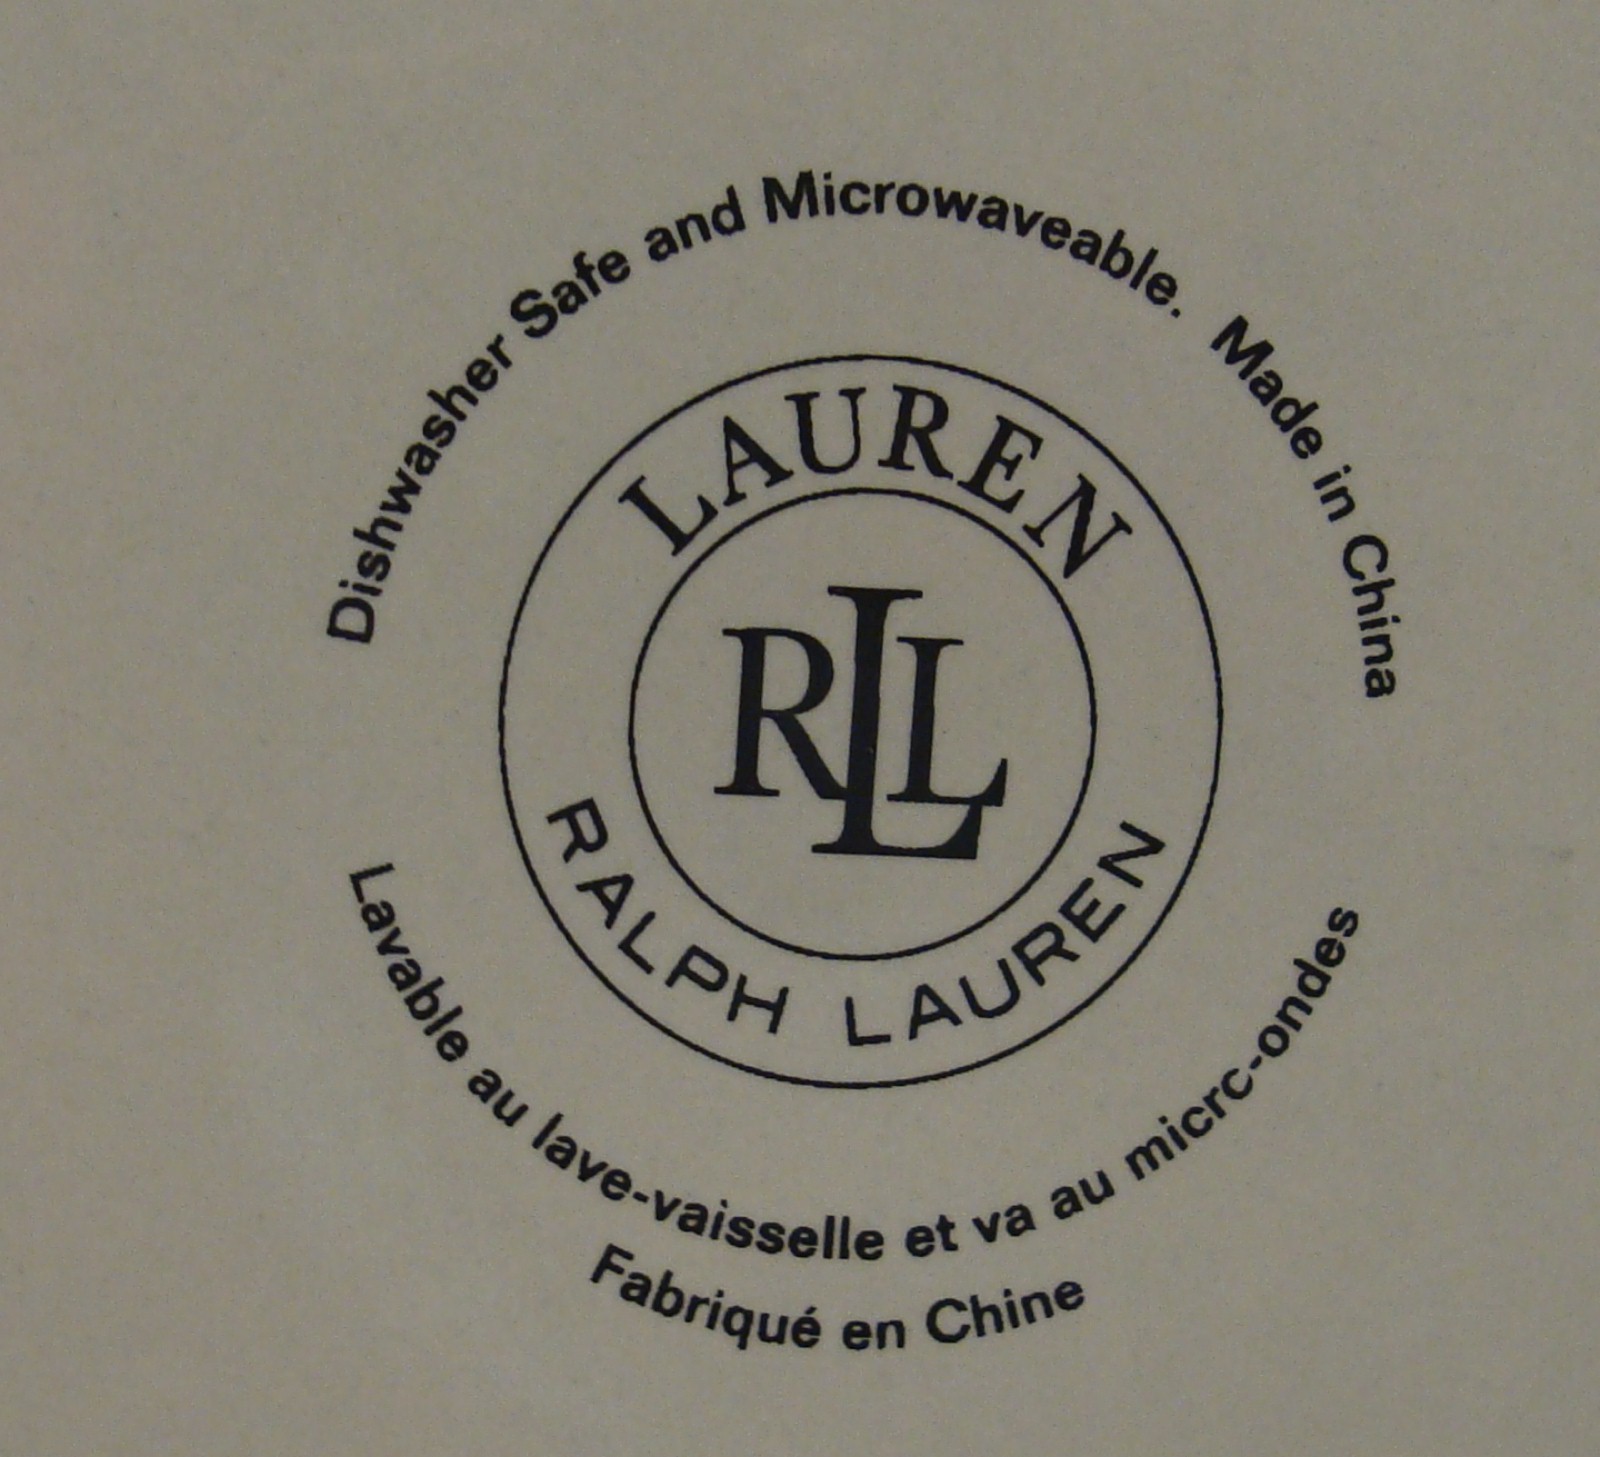 Dishwasher Safe and Microwaveable. Made in China
LAUREN
RLL
RALPH LAUREN
Lavable au lave-vaisselle et va au micrc-ondes
Fabriqué en Chine